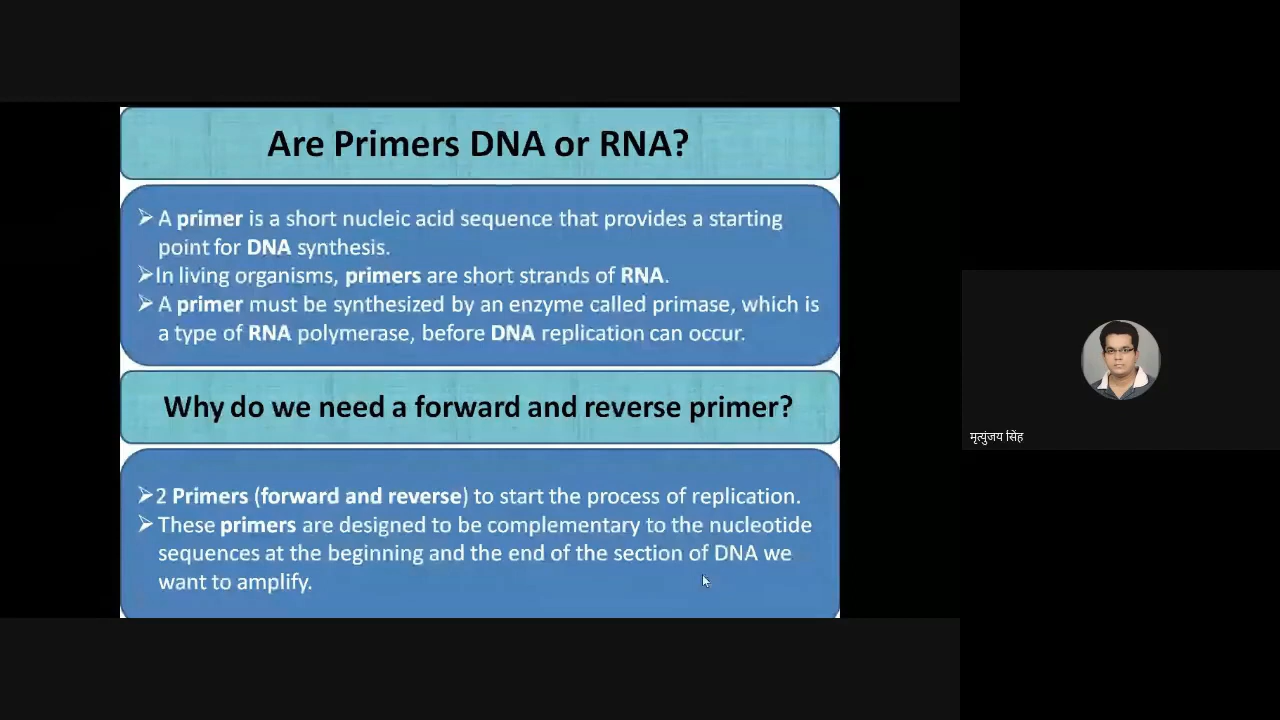 Are Primers DNA or RNA?
➢A primer is a short nucleic acid sequence that provides a starting
point for DNA synthesis.
➢In living organisms, primers are short strands of RNA.
➢A primer must be synthesized by an enzyme called primase, which is
a type of RNA polymerase, before DNA replication can occur.
Why do we need a forward and reverse primer?
➢2 Primers (forward and reverse) to start the process of replication.
➢These primers are designed to be complementary to the nucleotide
sequences at the beginning and the end of the section of DNA we
want to amplify.
मृत्युंजय सिंह